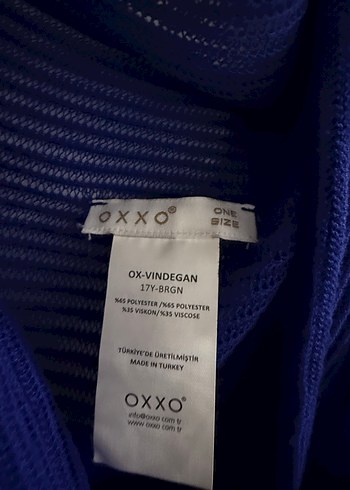 OXXO®
ONE
SIZE
OX-VINDEGAN
17Y-BRGN
%65 POLYESTER /%65 POLYESTER
%35 VISKON/%35 VISCOSE
TÜRKİYE'DE ÜRETİLMİŞTİR
MADE IN TURKEY
OXXO®
info@oxxo.com.tr
www.oxxo.com.tr